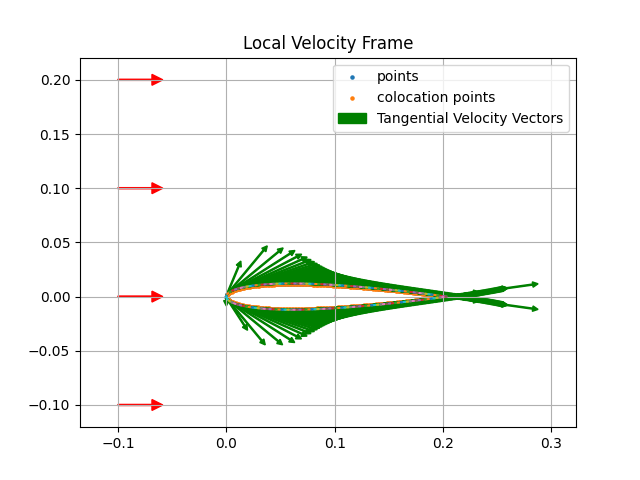 Local Velocity Frame
points
colocation points
Tangential Velocity Vectors
0.20
0.15
0.10
0.05
0.00
−0.05
−0.10
−0.1 0.0 0.1 0.2 0.3